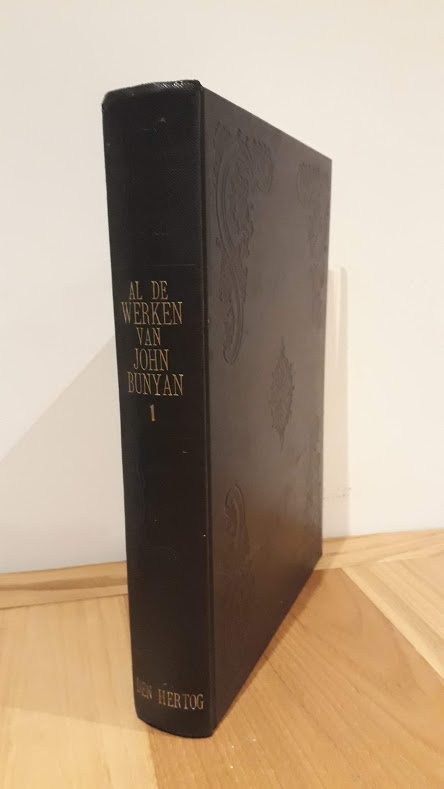 AL DE
WERKEN
VAN
JOHN
BUNYAN
1
DEN HERTOG